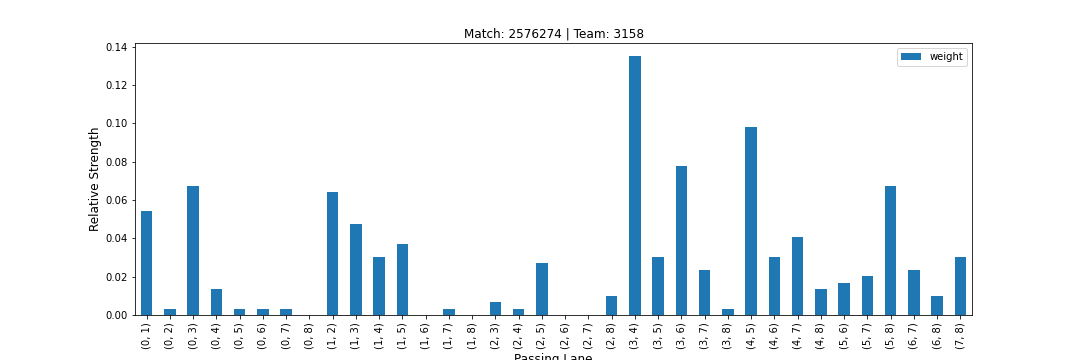 Match: 2576274 | Team: 3158
weight
Relative Strength
0.14
0.12
0.10
0.08
0.06
0.04
0.02
0.00
(0, 1) (0, 2) (0, 3) (0, 4) (0, 5) (0, 6) (0, 7) (0, 8) (1, 2) (1, 3) (1, 4) (1, 5) (1, 6) (1, 7) (1, 8) (2, 3) (2, 4) (2, 5) (2, 6) (2, 7) (2, 8) (3, 4) (3, 5) (3, 6) (3, 7) (3, 8) (4, 5) (4, 6) (4, 7) (4, 8) (5, 6) (5, 7) (5, 8) (6, 7) (6, 8) (7, 8)
Passing Lane